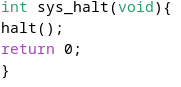 int sys_halt(void){
halt();
return 0;
}